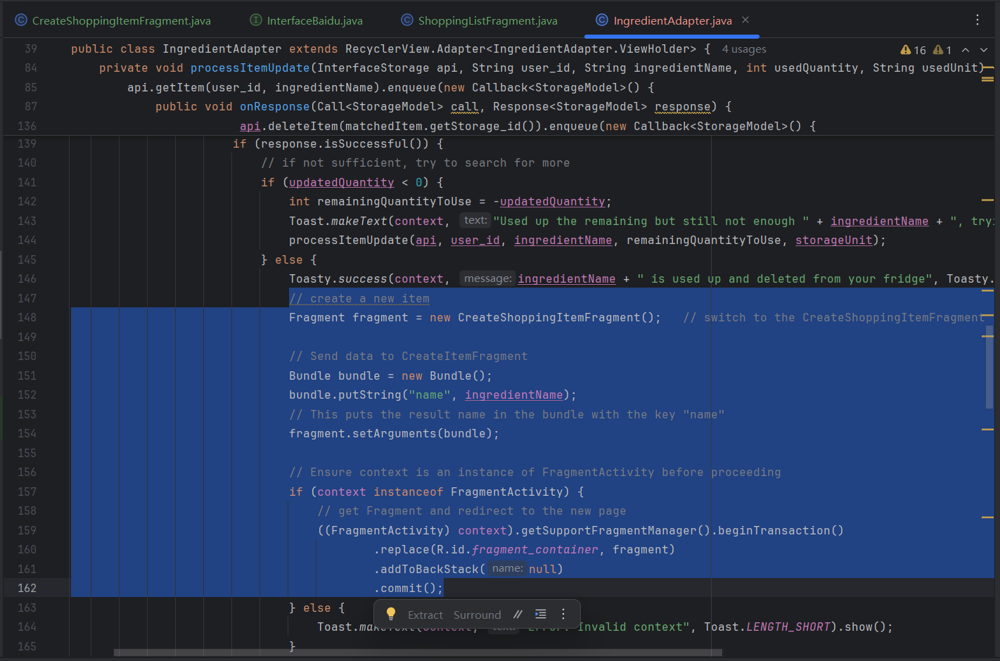 CreateShoppingItemFragment.java InterfaceBaidu.java ShoppingListFragment.java IngredientAdapter.java
39 public class IngredientAdapter extends RecyclerView.Adapter<IngredientAdapter.ViewHolder> { 4 usages 16 1
84 private void processItemUpdate(InterfaceStorage api, String user_id, String ingredientName, int usedQuantity, String usedUnit)
85 api.getItem(user_id, ingredientName).enqueue(new Callback<StorageModel>() {
87 public void onResponse(Call<StorageModel> call, Response<StorageModel> response) {
136 api.deleteItem(matchedItem.getStorage_id()).enqueue(new Callback<StorageModel>() {
139 if (response.isSuccessful()) {
140 // if not sufficient, try to search for more
141 if (updatedQuantity < 0) {
142 int remainingQuantityToUse = -updatedQuantity;
143 Toast.makeText(context, text: "Used up the remaining but still not enough " + ingredientName + ", tryi
144 processItemUpdate(api, user_id, ingredientName, remainingQuantityToUse, storageUnit);
145 } else {
146 Toasty.success(context, message: ingredientName + " is used up and deleted from your fridge", Toasty.
147 // create a new item
148 Fragment fragment = new CreateShoppingItemFragment(); // switch to the CreateShoppingItemFragment
149
150 // Send data to CreateItemFragment
151 Bundle bundle = new Bundle();
152 bundle.putString("name", ingredientName);
153 // This puts the result name in the bundle with the key "name"
154 fragment.setArguments(bundle);
155
156 // Ensure context is an instance of FragmentActivity before proceeding
157 if (context instanceof FragmentActivity) {
158 // get Fragment and redirect to the new page
159 ((FragmentActivity) context).getSupportFragmentManager().beginTransaction()
160 .replace(R.id.fragment_container, fragment)
161 .addToBackStack( name: null)
162 .commit();
163 } else {
Extract Surround
164 Toast.makeText(context, text: "Error: Invalid context", Toast.LENGTH_SHORT).show();
165 }